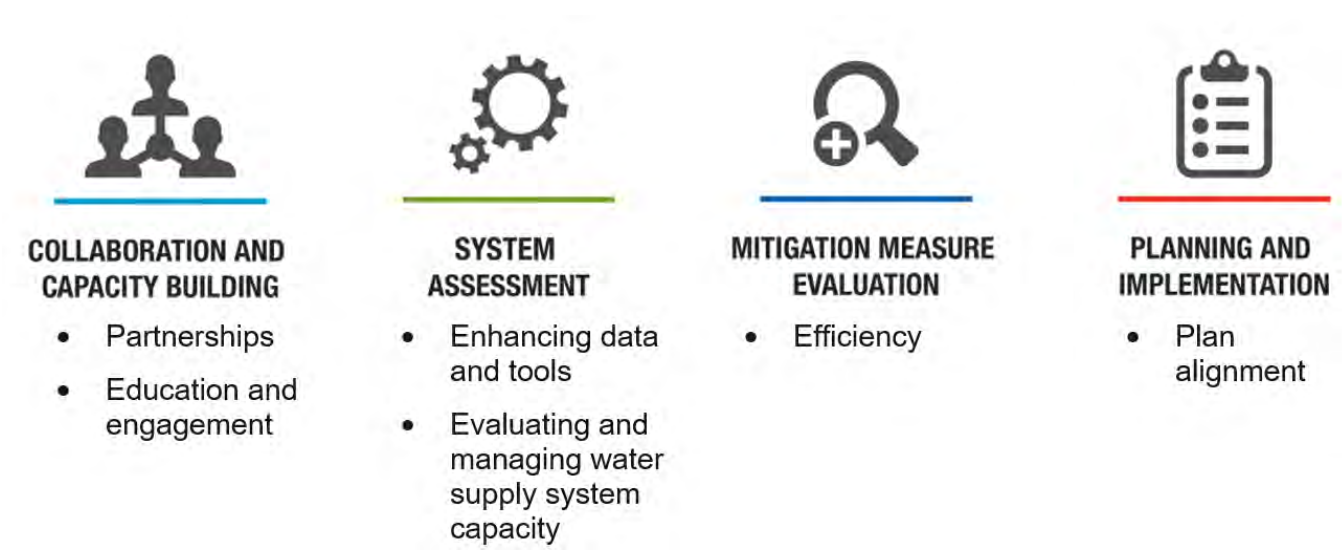 COLLABORATION AND
CAPACITY BUILDING
• Partnerships
• Education and
engagement
SYSTEM
ASSESSMENT
• Enhancing data
and tools
• Evaluating and
managing water
supply system
capacity
MITIGATION MEASURE
EVALUATION
• Efficiency
PLANNING AND
IMPLEMENTATION
• Plan
alignment